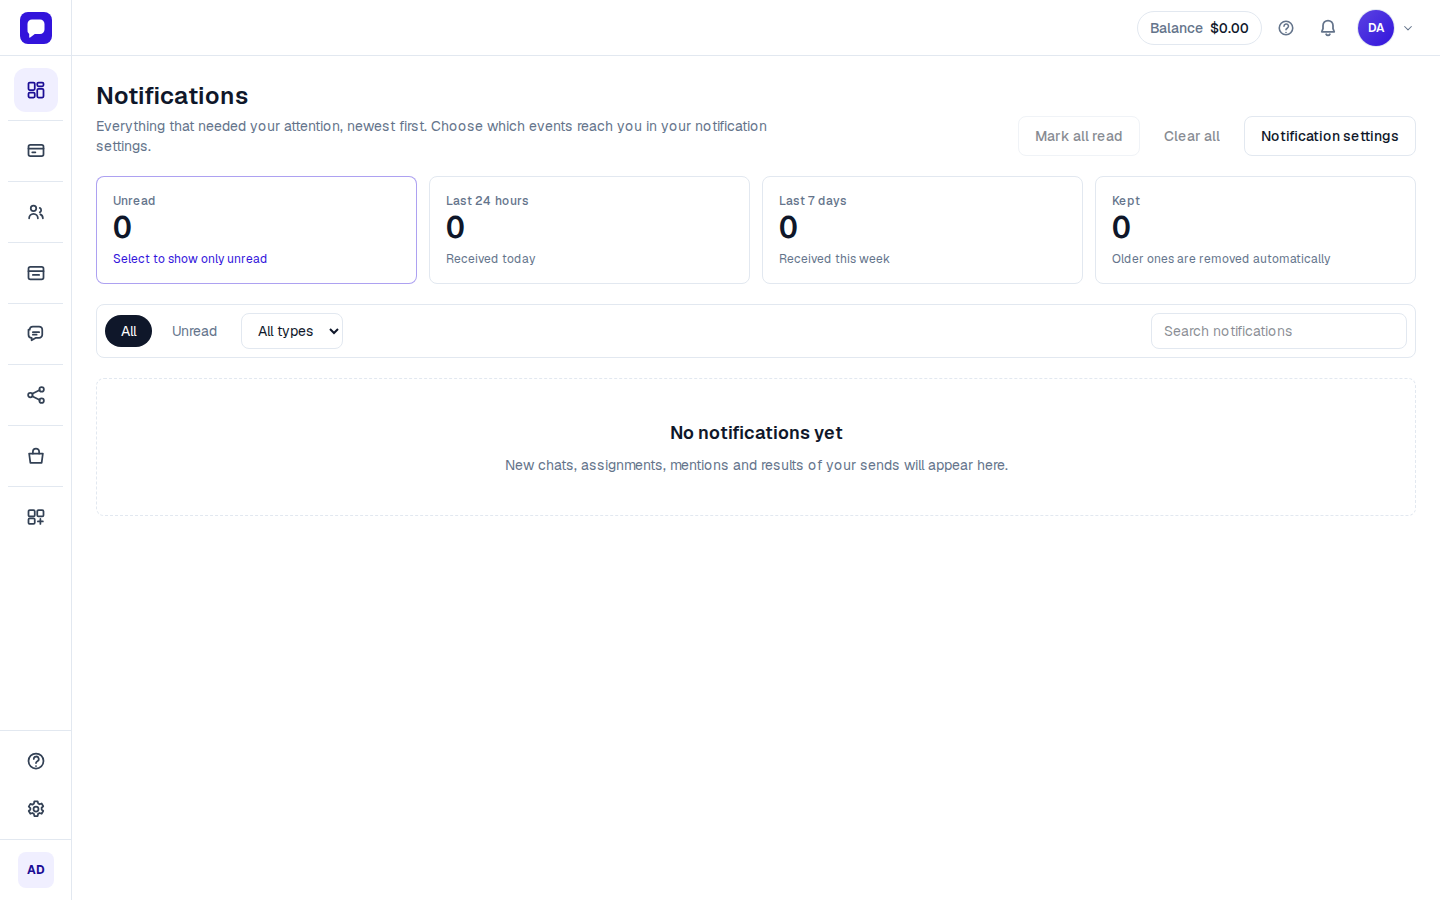 Balance $0.00
DA
Notifications
Everything that needed your attention, newest first. Choose which events reach you in your notification
settings.
Mark all read
Clear all
Notification settings
Unread
0
Select to show only unread
Last 24 hours
0
Received today
Last 7 days
0
Received this week
Kept
0
Older ones are removed automatically
All
Unread
All types
Search notifications
No notifications yet
New chats, assignments, mentions and results of your sends will appear here.
AD